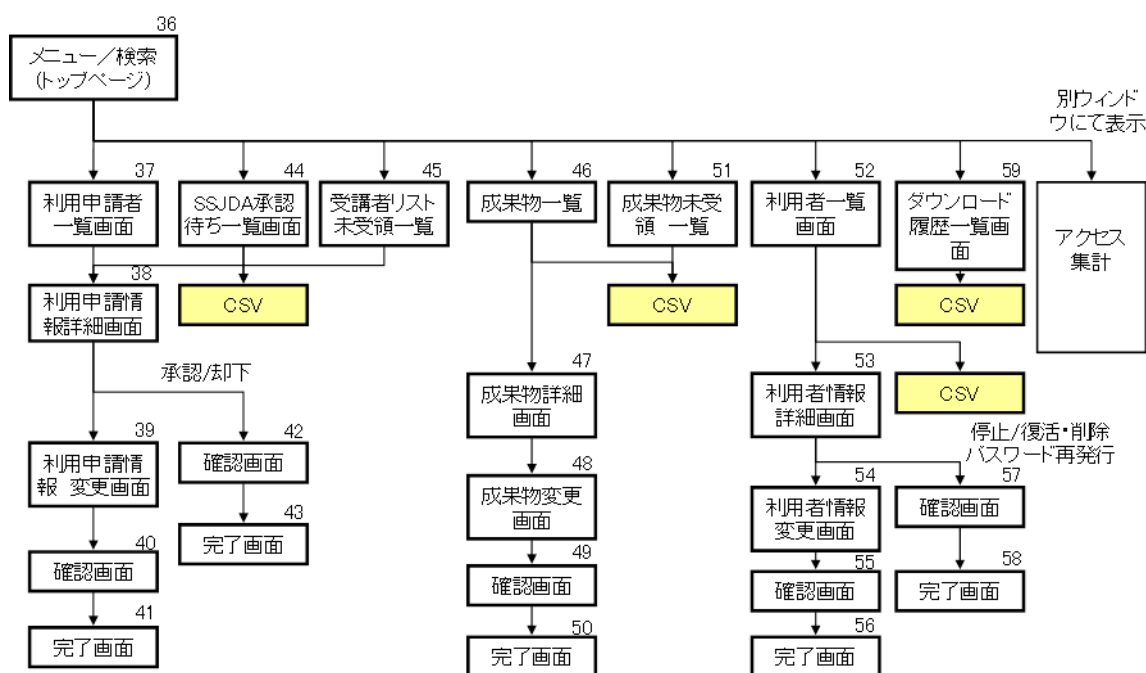 36
メニュー／検索
(トップページ)
別ウィンド
ウにて表示
37
利用申請者
一覧画面
44
SSJDA承認
待ち一覧画面
45
受講者リスト
未受領一覧
46
成果物一覧
51
成果物未受
領 一覧
52
利用者一覧
画面
59
ダウンロード
履歴一覧画
面
アクセス
集計
38
利用申請情
報詳細画面
CSV
CSV
CSV
承認/却下
47
成果物詳細
画面
53
利用者情報
詳細画面
CSV
停止/復活・削除
パスワード再発行
39
利用申請情
報 変更画面
42
確認画面
48
成果物変更
画面
54
利用者情報
変更画面
57
確認画面
43
完了画面
40
確認画面
49
確認画面
55
確認画面
58
完了画面
41
完了画面
50
完了画面
56
完了画面